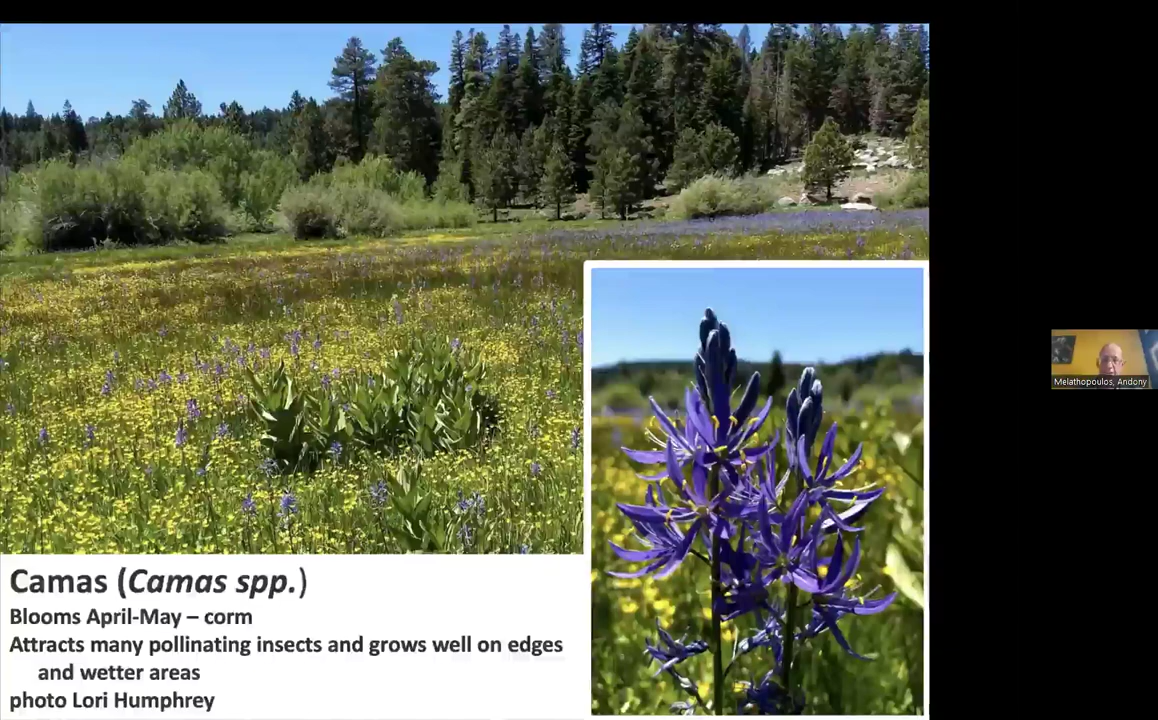 Camas (Camas spp.)
Blooms April-May – corm
Attracts many pollinating insects and grows well on edges
and wetter areas
photo Lori Humphrey
Melathopoulos, Andony